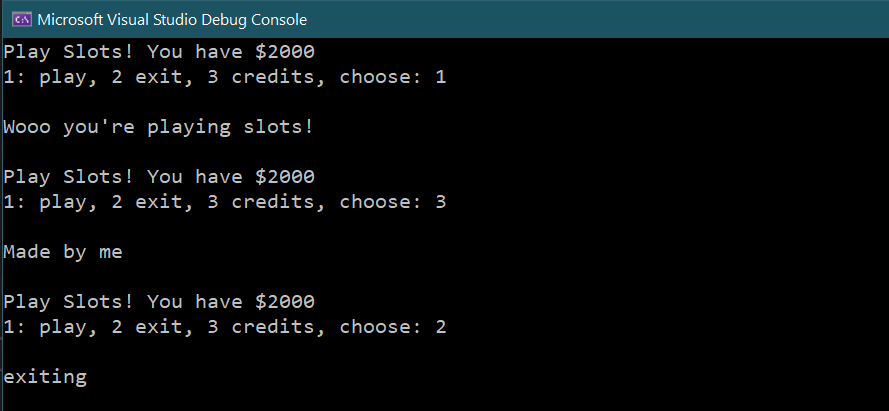 Microsoft Visual Studio Debug Console
Play Slots! You have $2000
1: play, 2 exit, 3 credits, choose: 1
Wooo you're playing slots!
Play Slots! You have $2000
1: play, 2 exit, 3 credits, choose: 3
Made by me
Play Slots! You have $2000
1: play, 2 exit, 3 credits, choose: 2
exiting